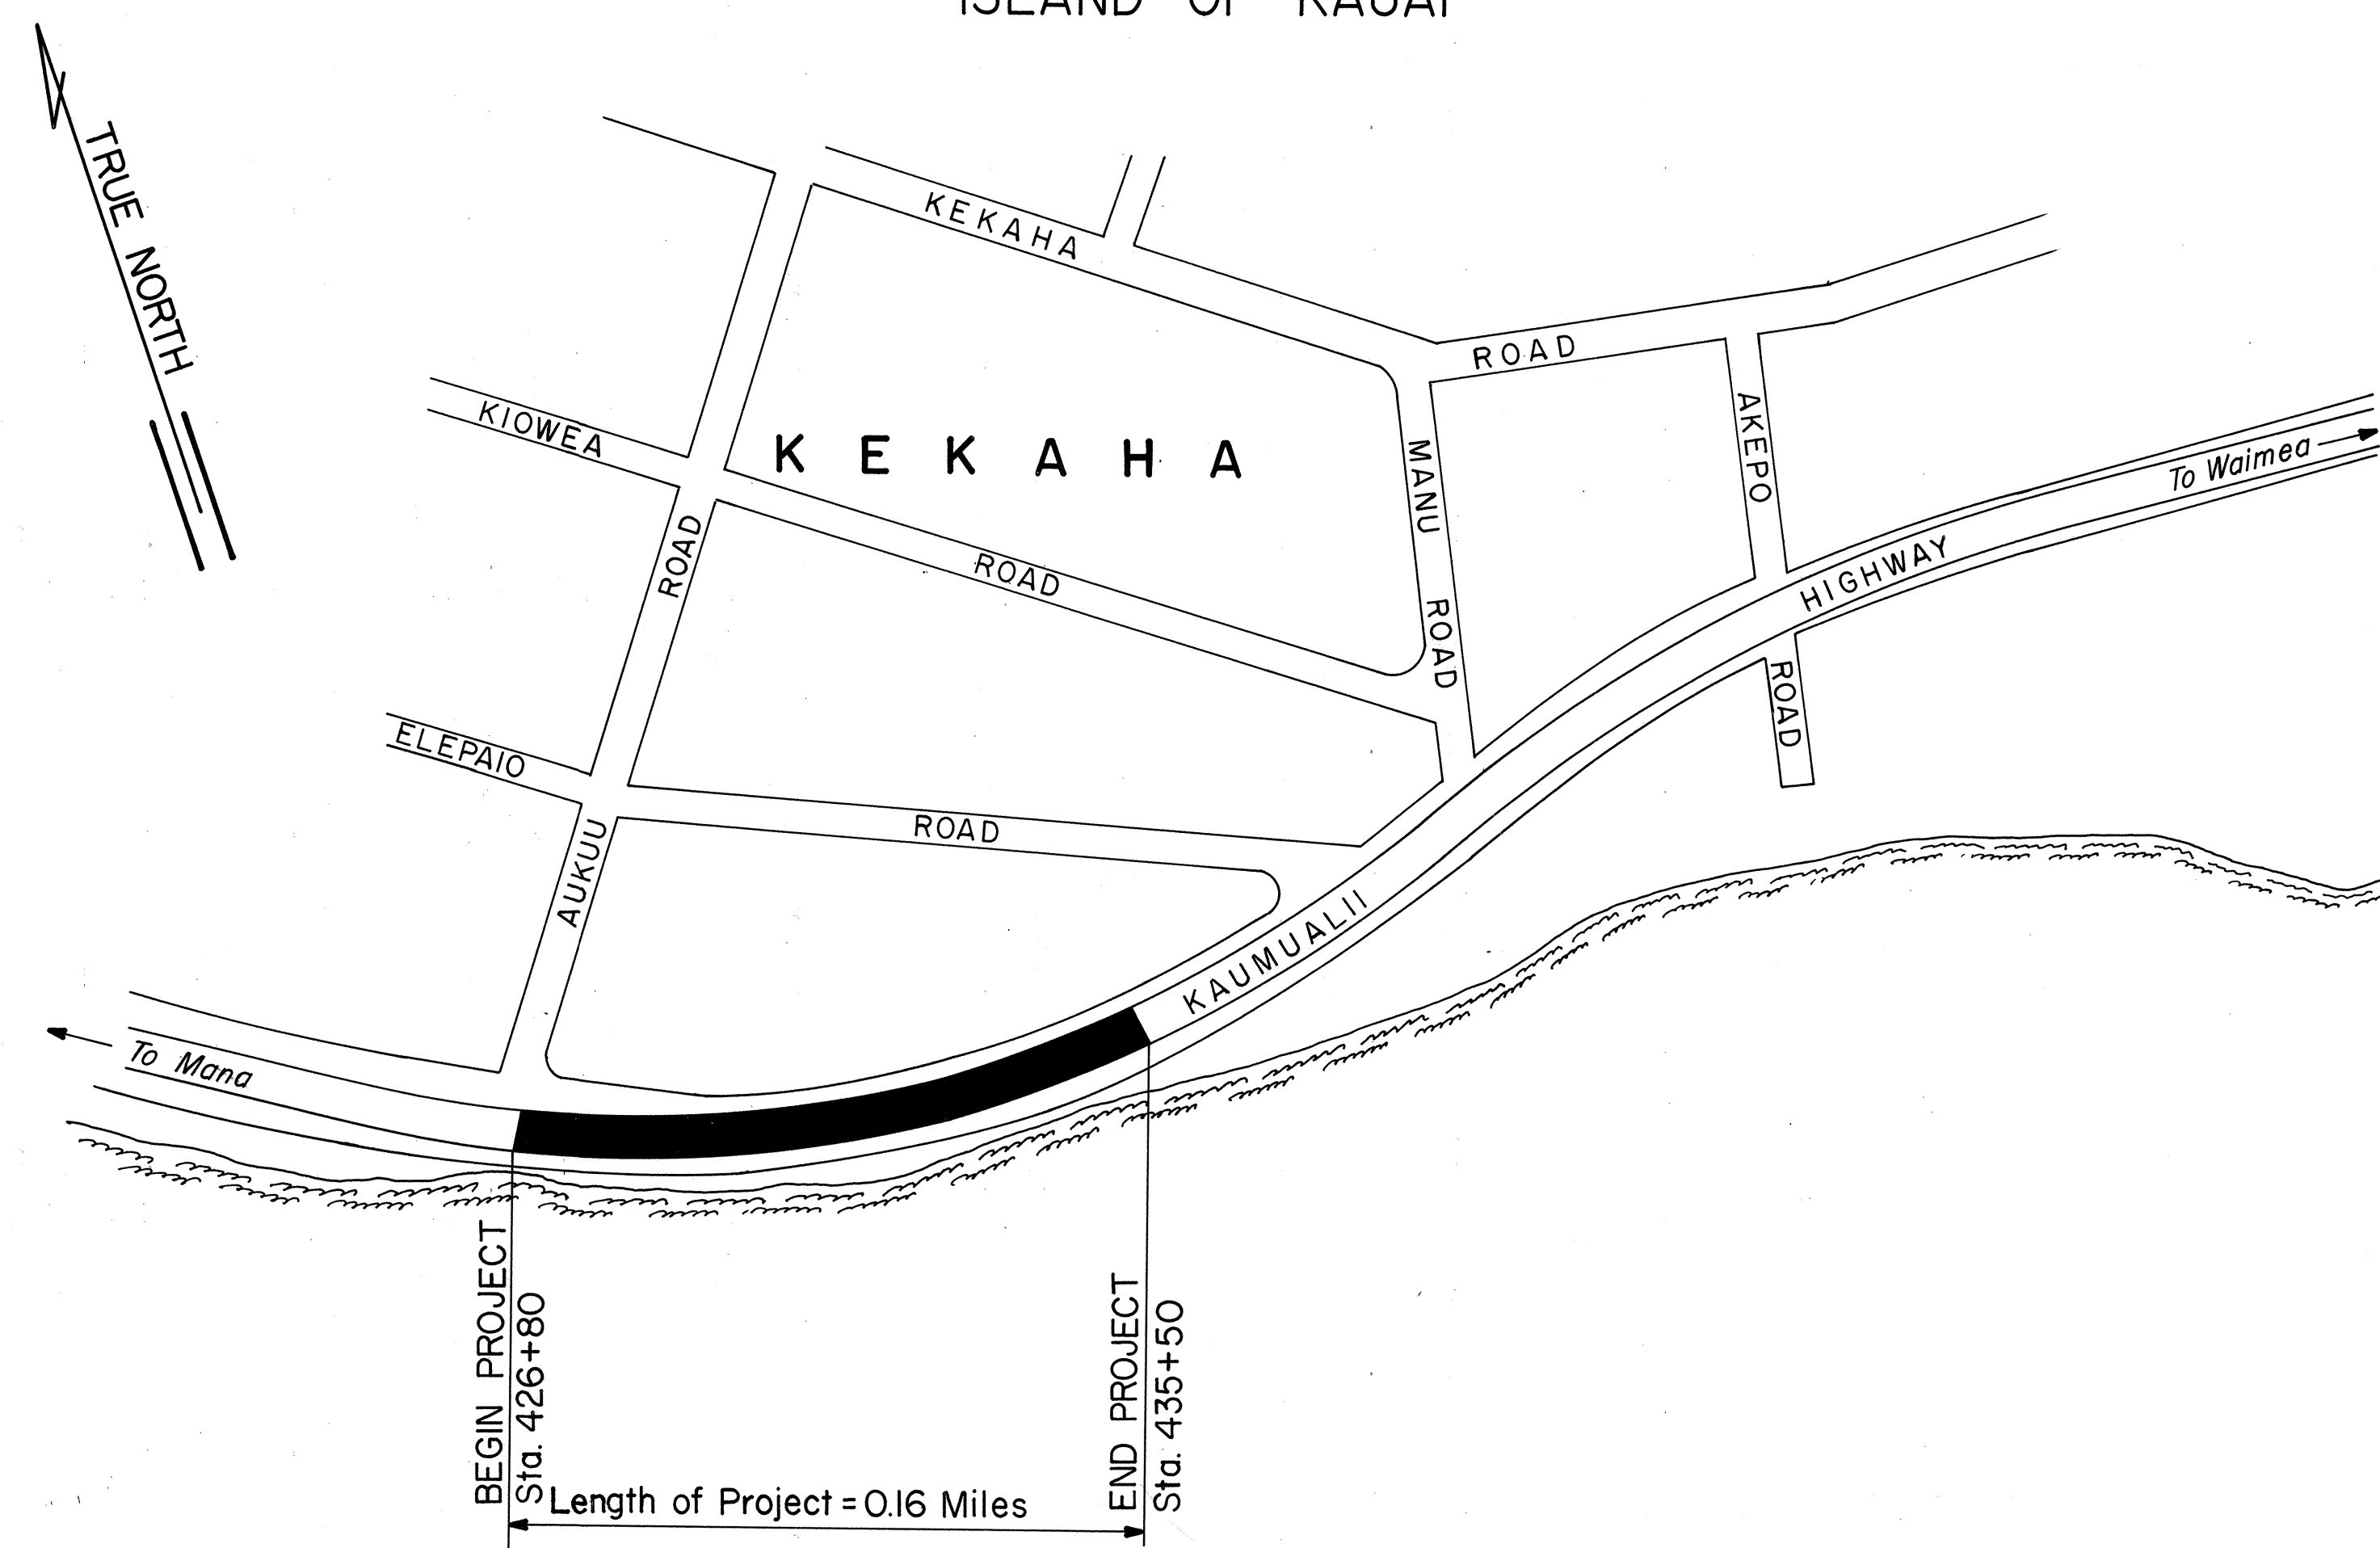 ISLAND OF KAUAI
TRUE NORTH
KEKAHA ROAD
KIOWEA ROAD
KEKAHA
MANU ROAD
AKEPO ROAD
To Waimea
HIGHWAY
ROAD
ELEPAIO ROAD
AUKUU
KAUMUALII
To Mana
BEGIN PROJECT
Sta. 426+80
END PROJECT
Sta. 435+50
Length of Project = 0.16 Miles